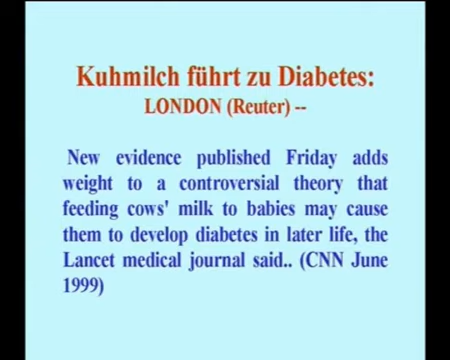 Kuhmilch führt zu Diabetes:
LONDON (Reuter) --
New evidence published Friday adds
weight to a controversial theory that
feeding cows' milk to babies may cause
them to develop diabetes in later life, the
Lancet medical journal said.. (CNN June
1999)